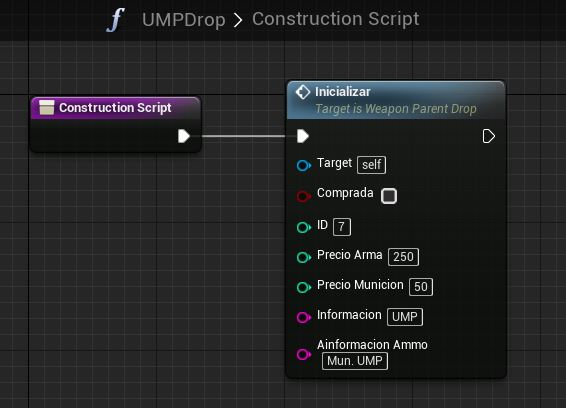 f UMPDrop > Construction Script
Construction Script
Inicializar
Target is Weapon Parent Drop
Target self
Comprada
ID 7
Precio Arma 250
Precio Municion 50
Informacion UMP
Ainformacion Ammo
Mun. UMP